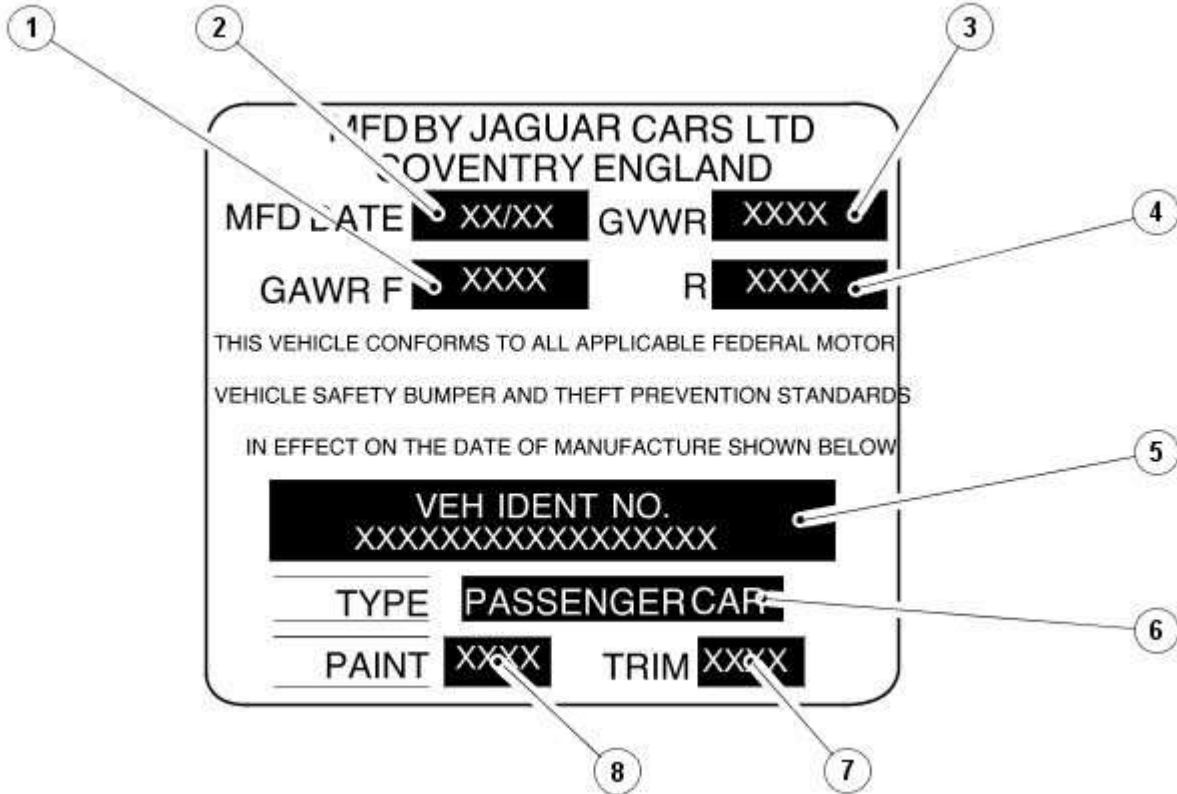 1 2 3
MFD BY JAGUAR CARS LTD
COVENTRY ENGLAND
MFD DATE XX/XX GVWR XXXX
4
GAWR F XXXX R XXXX
THIS VEHICLE CONFORMS TO ALL APPLICABLE FEDERAL MOTOR
VEHICLE SAFETY BUMPER AND THEFT PREVENTION STANDARDS
IN EFFECT ON THE DATE OF MANUFACTURE SHOWN BELOW
5
VEH IDENT NO.
XXXXXXXXXXXXXXXXX
TYPE PASSENGER CAR
6
PAINT XXXX TRIM XXXX
8 7